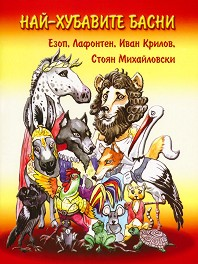 НАЙ-ХУБАВИТЕ БАСНИ
Езоп, Лафонтен, Иван Крилов,
Стоян Михайловски